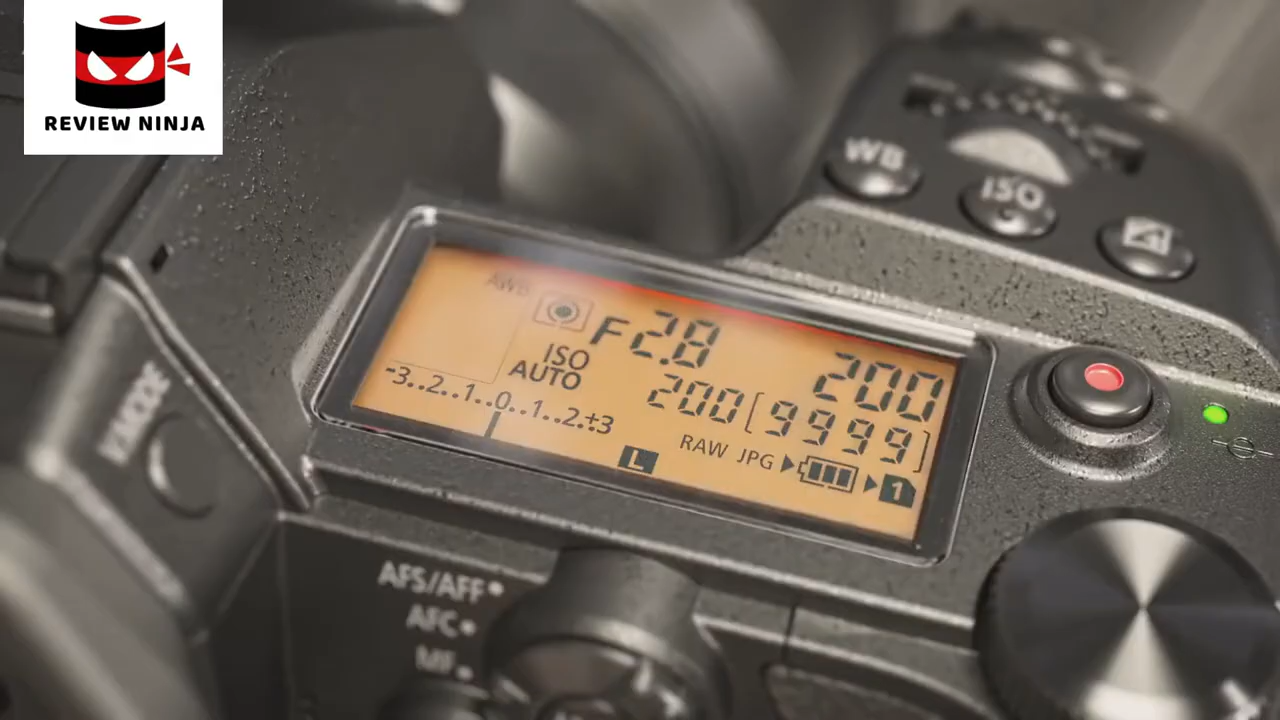 REVIEW NINJA
WB
ISO
AWB
F2.8 200
ISO
AUTO
200[9999]
-3..2..1..0..1..2.+3
RAW JPG
L
1
AFS/AFF
AFC
MF